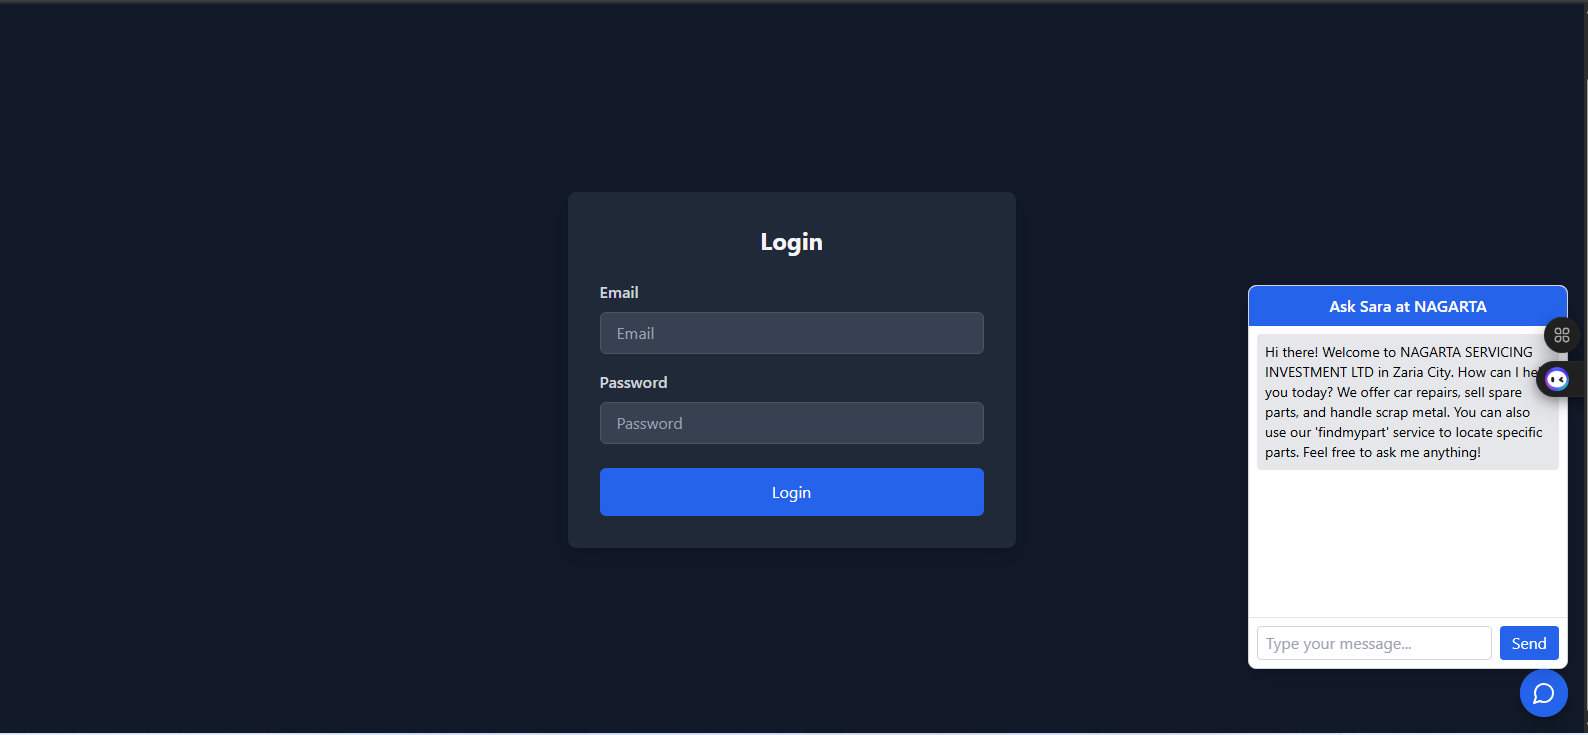 Login
Email
Email
Password
Password
Login
Ask Sara at NAGARTA
Hi there! Welcome to NAGARTA SERVICING
INVESTMENT LTD in Zaria City. How can I
you today? We offer car repairs, sell spare
parts, and handle scrap metal. You can also
use our 'findmypart' service to locate specific
parts. Feel free to ask me anything!
Type your message...
Send